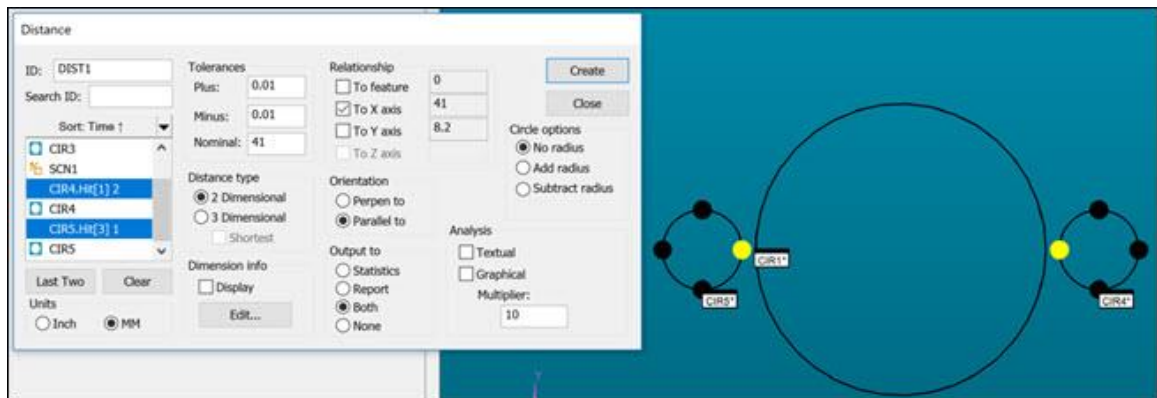 Distance
ID: DIST1
Search ID:
Sort: Time ↑
CIR3
SCN1
CIR4.Hit[1] 2
CIR4
CIR5.Hit[3] 1
CIR5
Last Two Clear
Units
Inch MM
Tolerances
Plus: 0.01
Minus: 0.01
Nominal: 41
Distance type
2 Dimensional
3 Dimensional
Shortest
Dimension info
Display
Edit...
Relationship
To feature 0
To X axis 41
To Y axis 8.2
To Z axis
Orientation
Perpen to
Parallel to
Output to
Statistics
Report
Both
None
Create
Close
Circle options
No radius
Add radius
Subtract radius
Analysis
Textual
Graphical
Multiplier:
10
CIR1*
CIR5*
CIR4*
Y